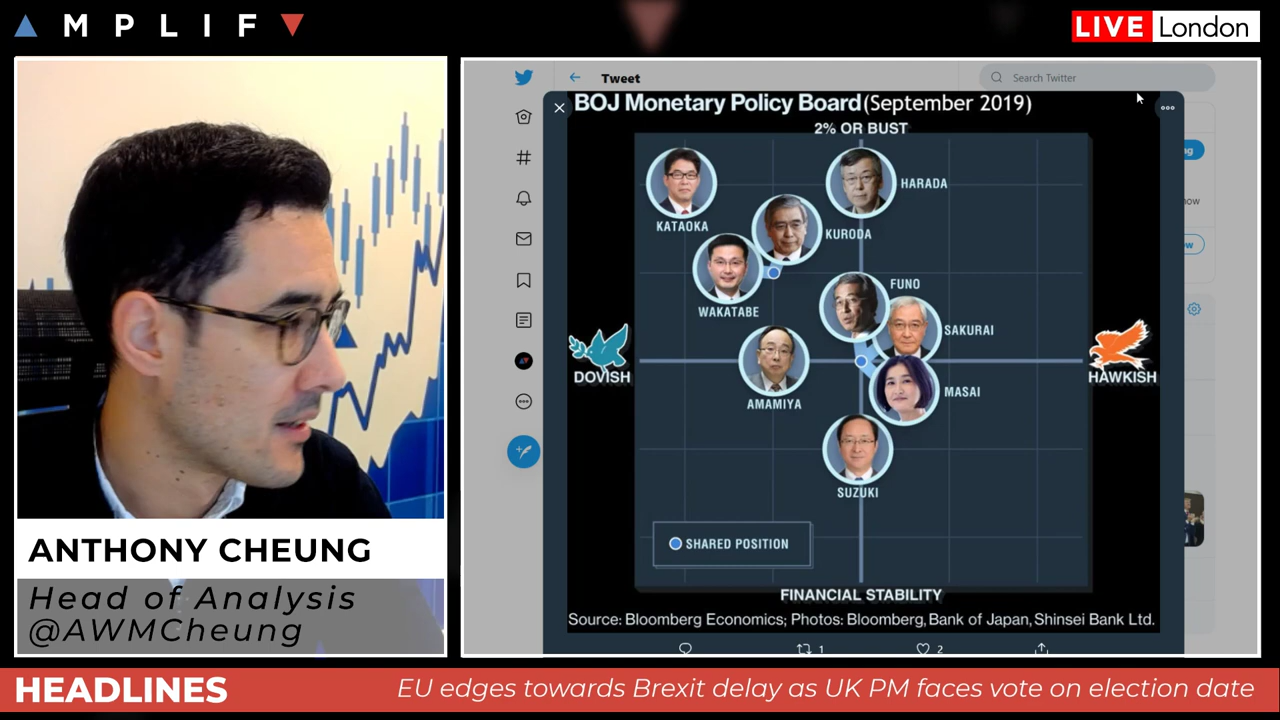 AMPLIFY
LIVE London
Tweet
Search Twitter
BOJ Monetary Policy Board (September 2019)
2% OR BUST
HARADA
KATAOKA
KURODA
WAKATABE
FUNO
SAKURAI
DOVISH
HAWKISH
AMAMIYA
MASAI
SUZUKI
SHARED POSITION
FINANCIAL STABILITY
Source: Bloomberg Economics; Photos: Bloomberg, Bank of Japan, Shinsei Bank Ltd.
1
2
ANTHONY CHEUNG
Head of Analysis
@AWMCheung
HEADLINES
EU edges towards Brexit delay as UK PM faces vote on election date